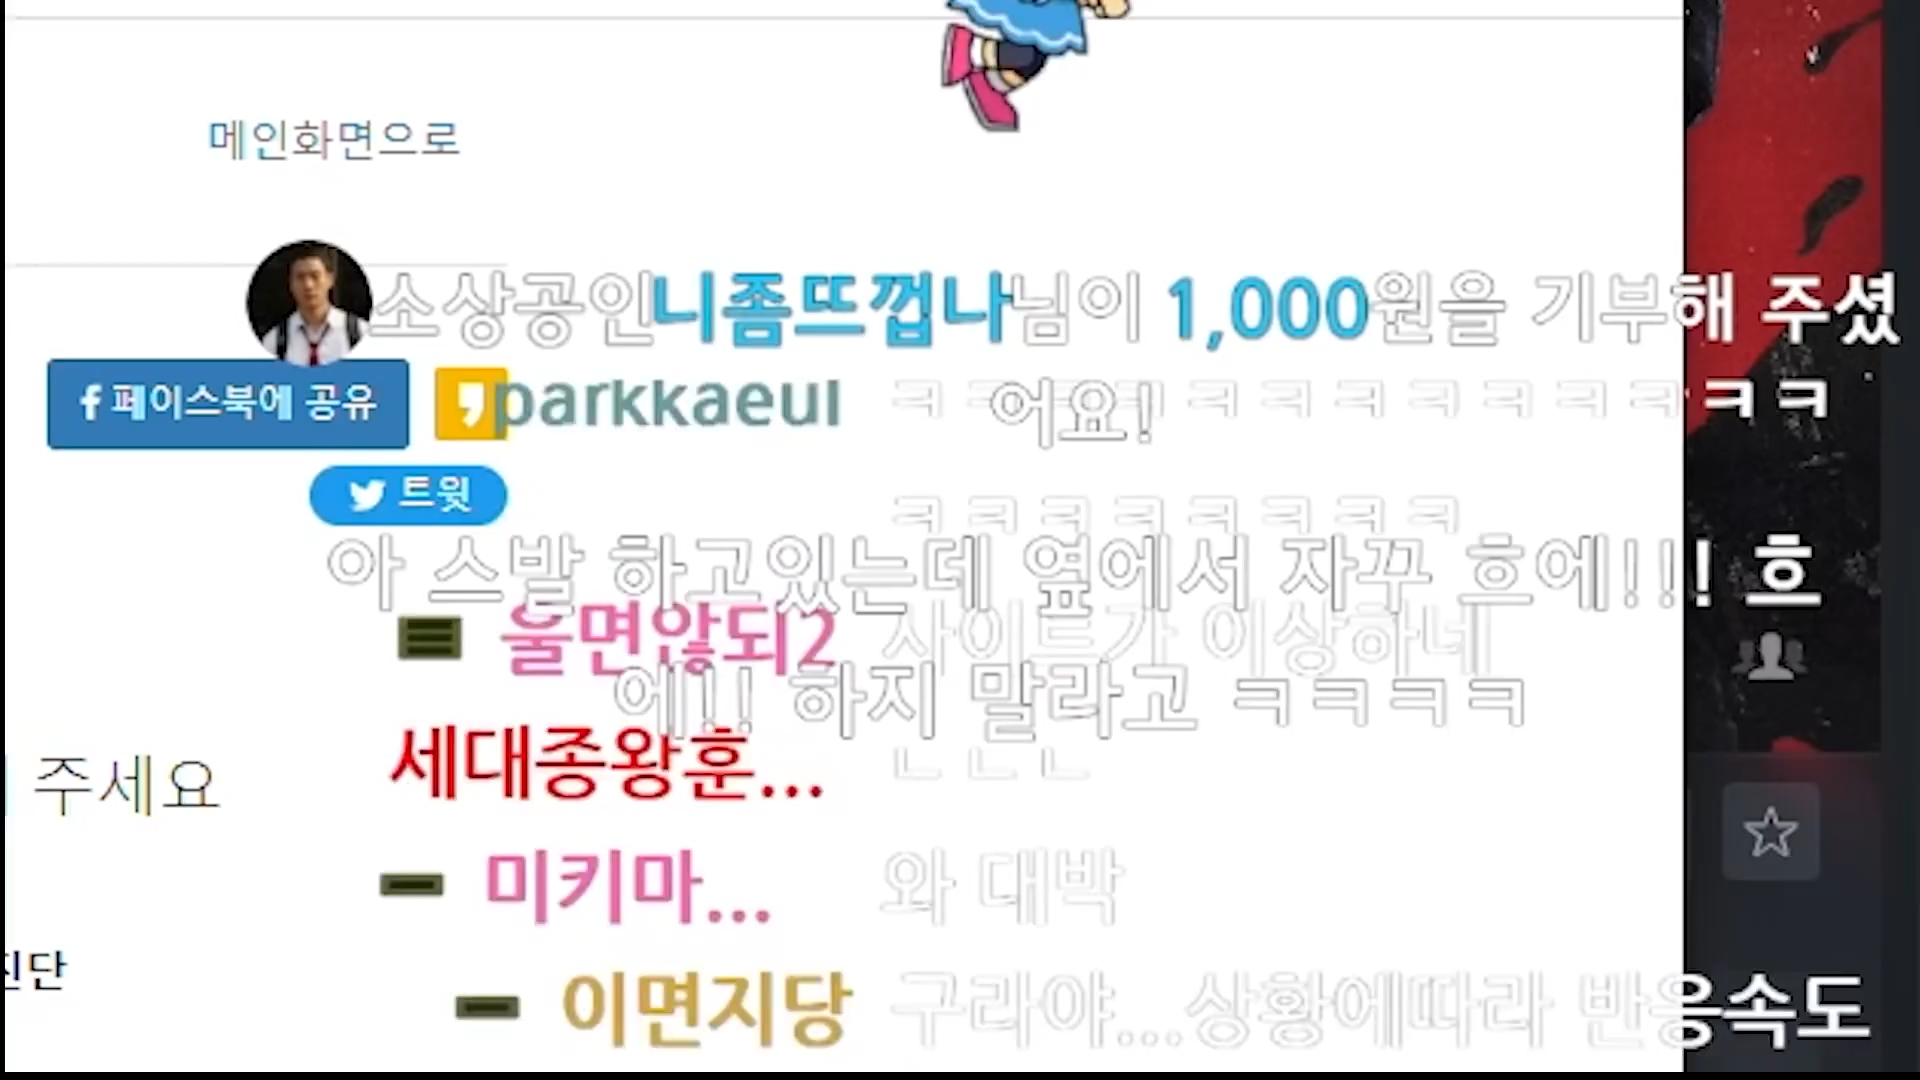 메인화면으로
소상공인니좀뜨껍나님이 1,000원을 기부해 주셨
어요!
페이스북에 공유
parkkaeul ㅋㅋㅋㅋㅋㅋㅋㅋㅋㅋㅋㅋㅋ
ㅋㅋㅋㅋㅋㅋㅋㅋ
트윗
아 스발 하고있는데 옆에서 자꾸 흐에!!! 흐
에!! 하지 말라고 ㅋㅋㅋㅋ
울면않되2 사이트가 이상하네
세대종왕훈... ㄴㄴㄴ
주세요
미키마... 와 대박
진단
이면지당 구라야...상황에따라 반응속도